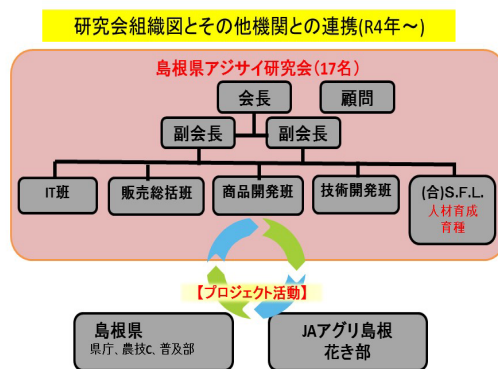 研究会組織図とその他機関との連携(R4年～)
島根県アジサイ研究会(17名)
会長
顧問
副会長
副会長
IT班
販売総括班
商品開発班
技術開発班
(合)S.F.L.
人材育成
育種
【プロジェクト活動】
島根県
県庁、農技C、普及部
JAアグリ島根
花き部